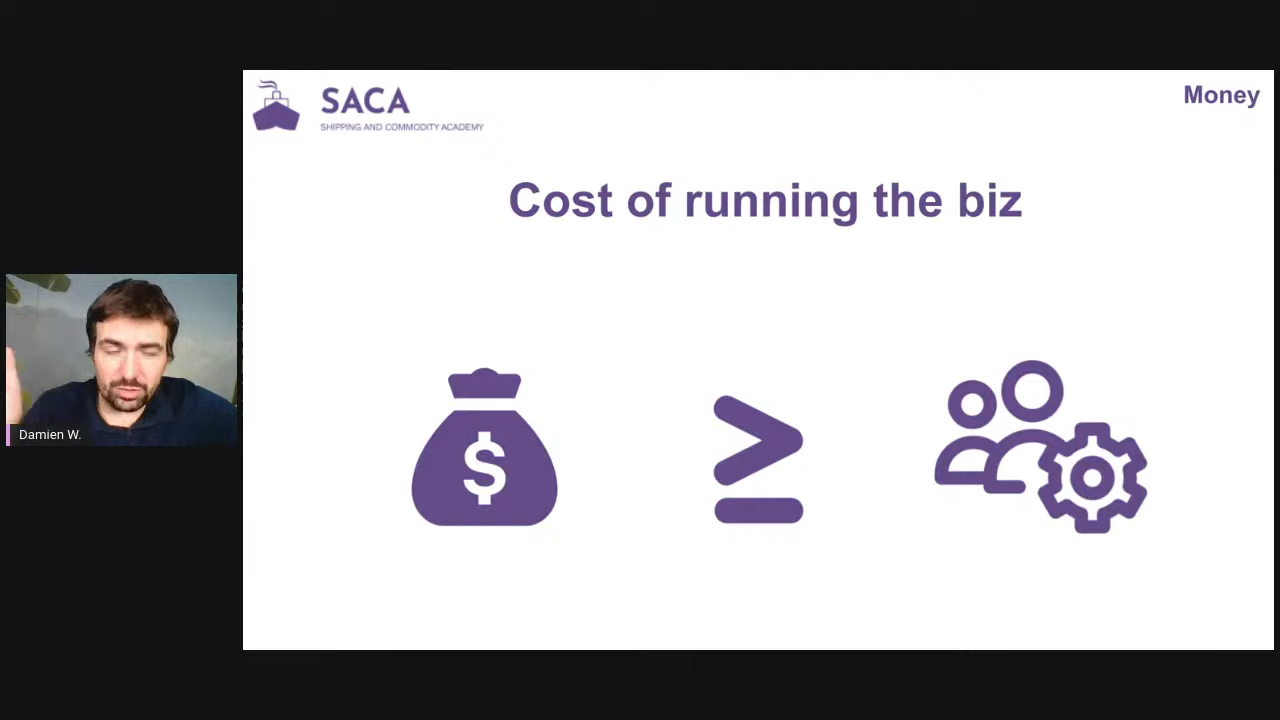 SACA
SHIPPING AND COMMODITY ACADEMY
Money
Cost of running the biz
$
≥
Damien W.